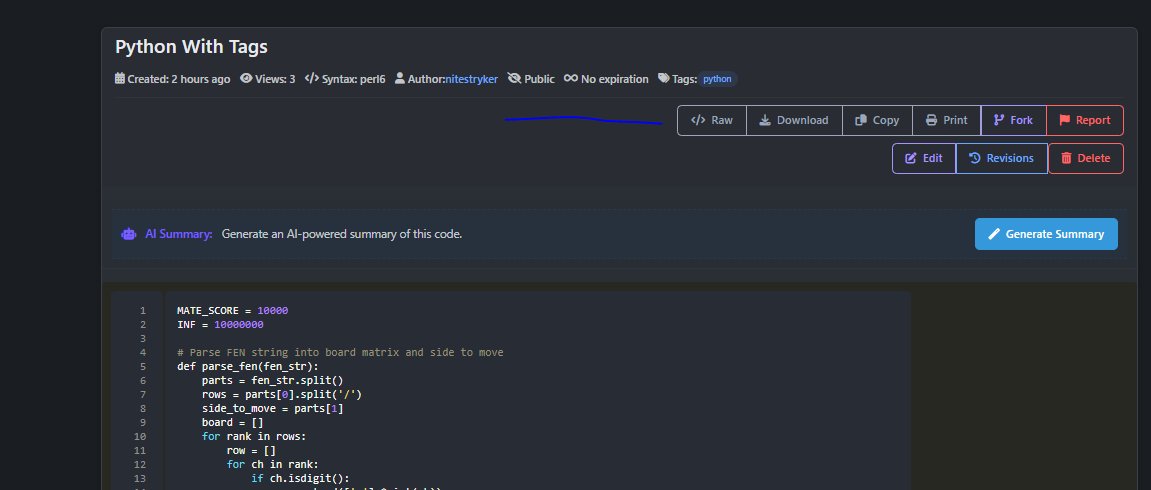 Python With Tags
Created: 2 hours ago Views: 3 Syntax: perl6 Author:nitestryker Public No expiration Tags: python
Raw Download Copy Print Fork Report
Edit Revisions Delete
AI Summary: Generate an AI-powered summary of this code. Generate Summary
1 MATE_SCORE = 10000
2 INF = 10000000
3
4 # Parse FEN string into board matrix and side to move
5 def parse_fen(fen_str):
6 parts = fen_str.split()
7 rows = parts[0].split('/')
8 side_to_move = parts[1]
9 board = []
10 for rank in rows:
11 row = []
12 for ch in rank:
13 if ch.isdigit():